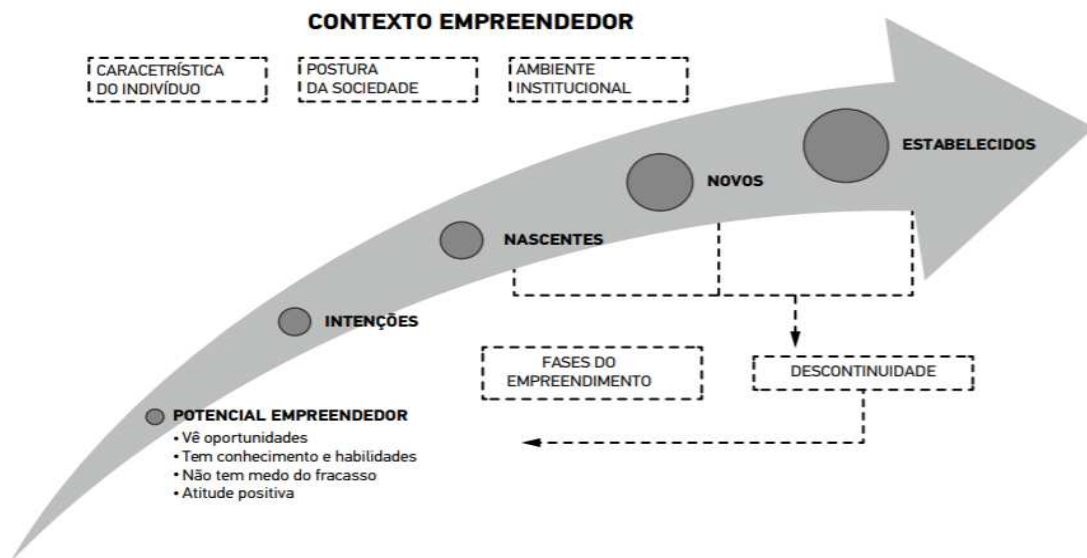 CONTEXTO EMPREENDEDOR
CARACETRÍSTICA
DO INDIVÍDUO
POSTURA
DA SOCIEDADE
AMBIENTE
INSTITUCIONAL
ESTABELECIDOS
NOVOS
NASCENTES
INTENÇÕES
FASES DO
EMPREENDIMENTO
DESCONTINUIDADE
POTENCIAL EMPREENDEDOR
• Vê oportunidades
• Tem conhecimento e habilidades
• Não tem medo do fracasso
• Atitude positiva